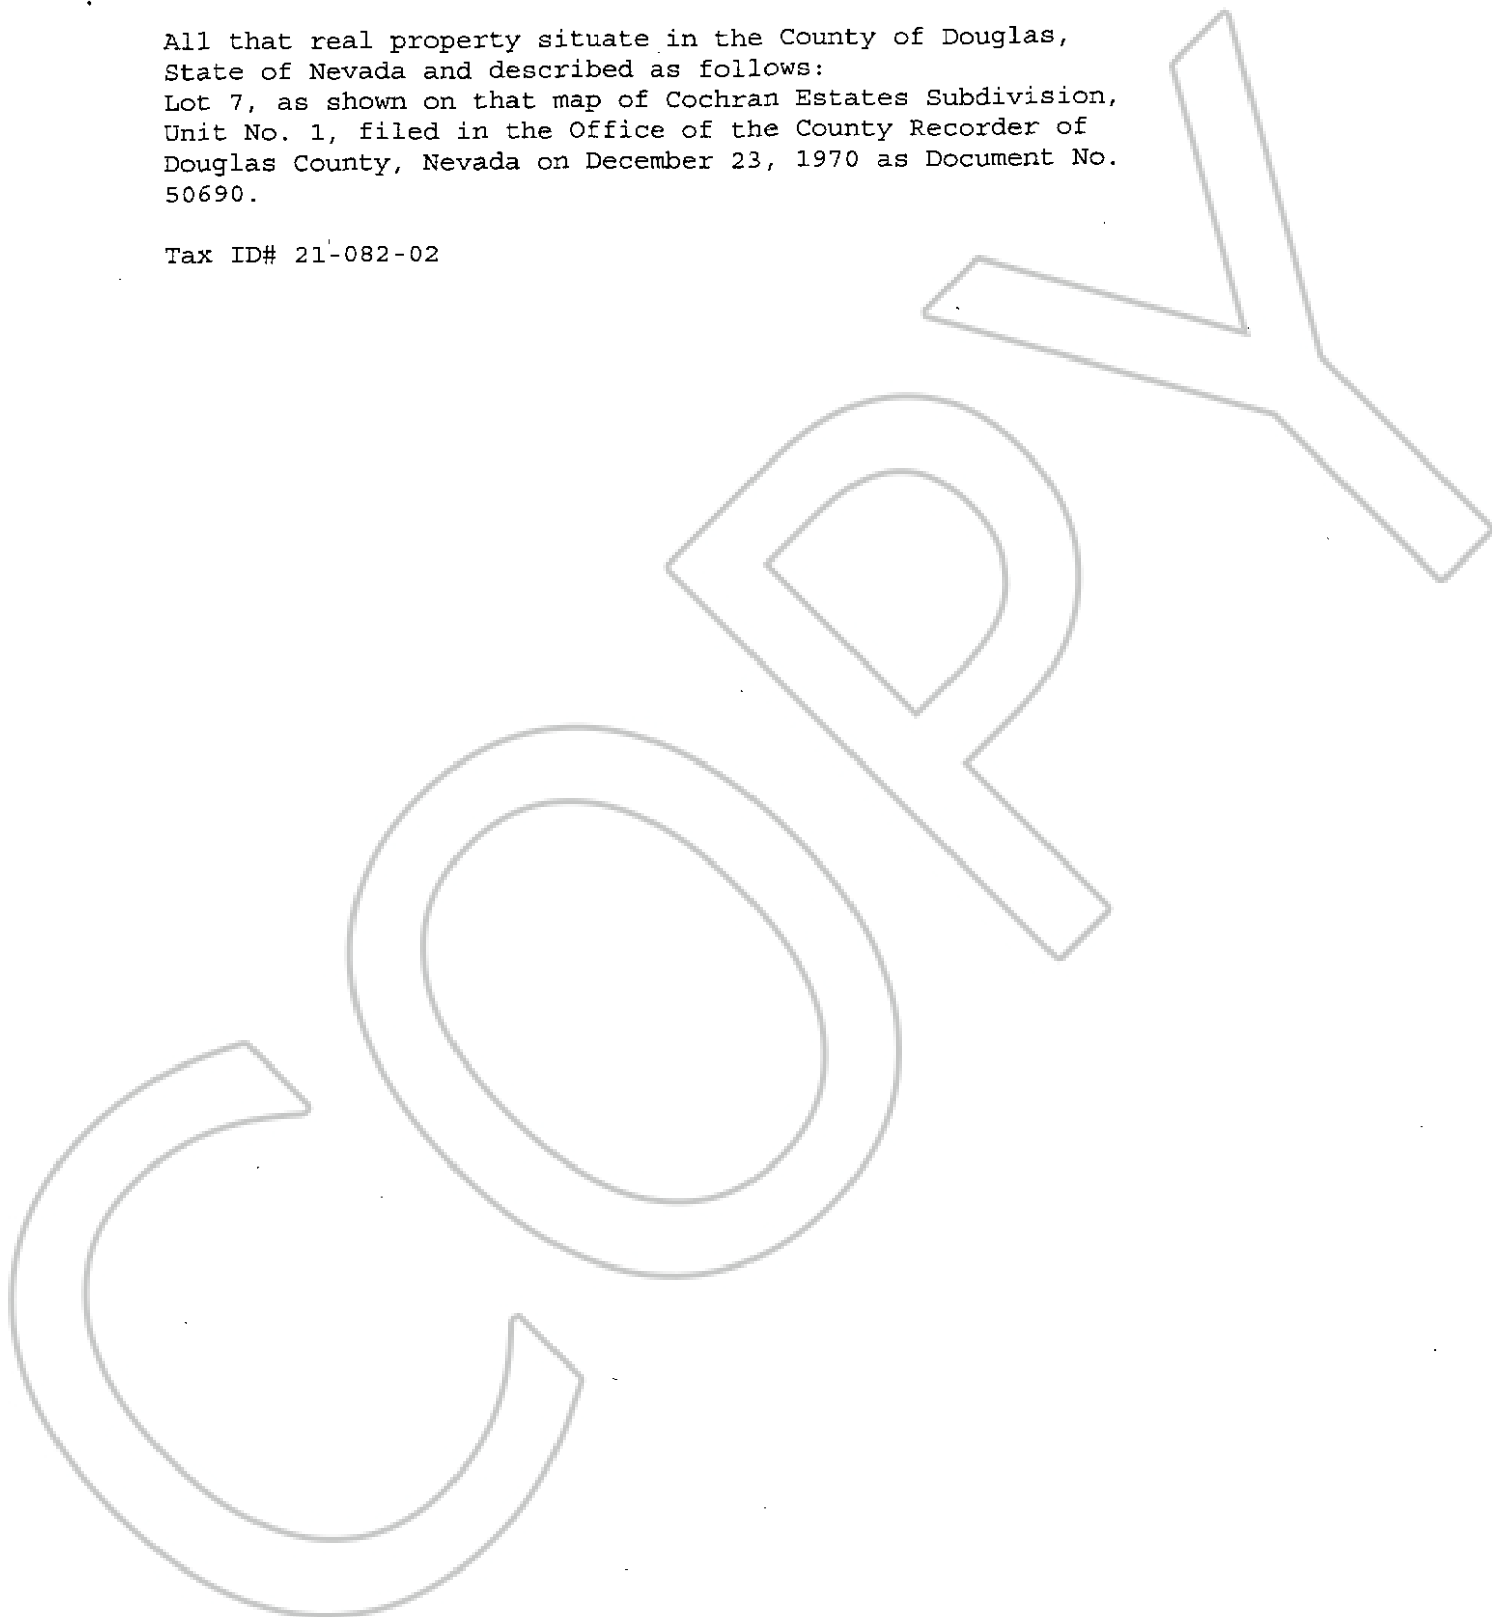 All that real property situate in the County of Douglas,
State of Nevada and described as follows:
Lot 7, as shown on that map of Cochran Estates Subdivision,
Unit No. 1, filed in the Office of the County Recorder of
Douglas County, Nevada on December 23, 1970 as Document No.
50690.
Tax ID# 21-082-02
COPY